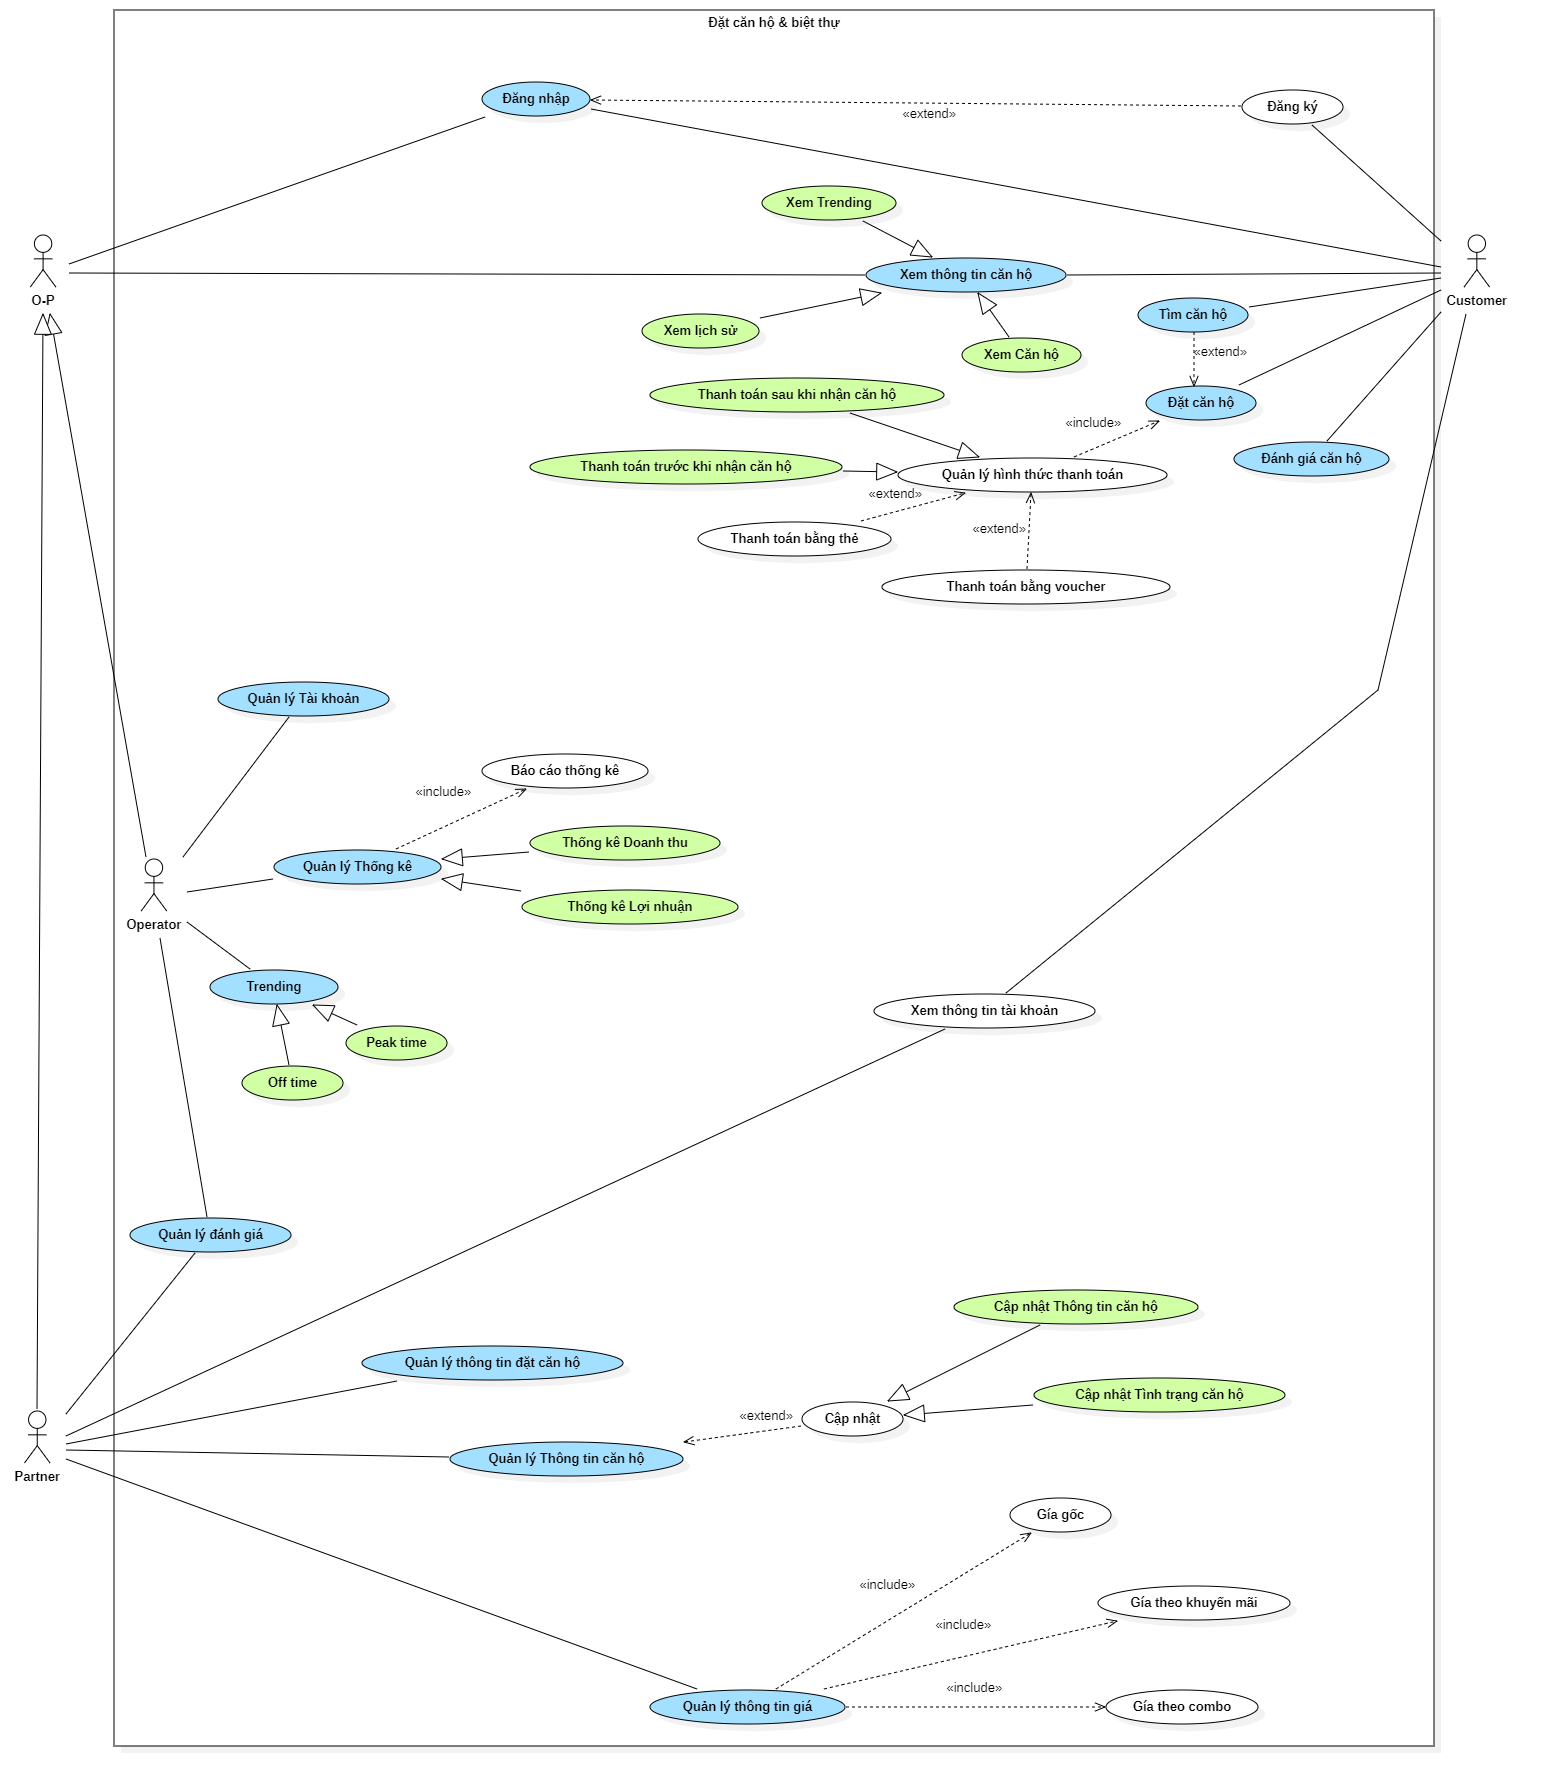 Đặt căn hộ & biệt thự
Đăng nhập
Đăng ký
«extend»
Xem Trending
O-P
Customer
Xem thông tin căn hộ
Tìm căn hộ
Xem lịch sử
Xem Căn hộ
«extend»
Thanh toán sau khi nhận căn hộ
Đặt căn hộ
«include»
Đánh giá căn hộ
Thanh toán trước khi nhận căn hộ
Quản lý hình thức thanh toán
«extend»
«extend»
Thanh toán bằng thẻ
Thanh toán bằng voucher
Quản lý Tài khoản
Báo cáo thống kê
«include»
Thống kê Doanh thu
Quản lý Thống kê
Thống kê Lợi nhuận
Operator
Trending
Xem thông tin tài khoản
Peak time
Off time
Quản lý đánh giá
Cập nhật Thông tin căn hộ
Quản lý thông tin đặt căn hộ
Cập nhật Tình trạng căn hộ
«extend»
Cập nhật
Quản lý Thông tin căn hộ
Partner
Gía gốc
«include»
Gía theo khuyến mãi
«include»
«include»
Quản lý thông tin giá
Gía theo combo